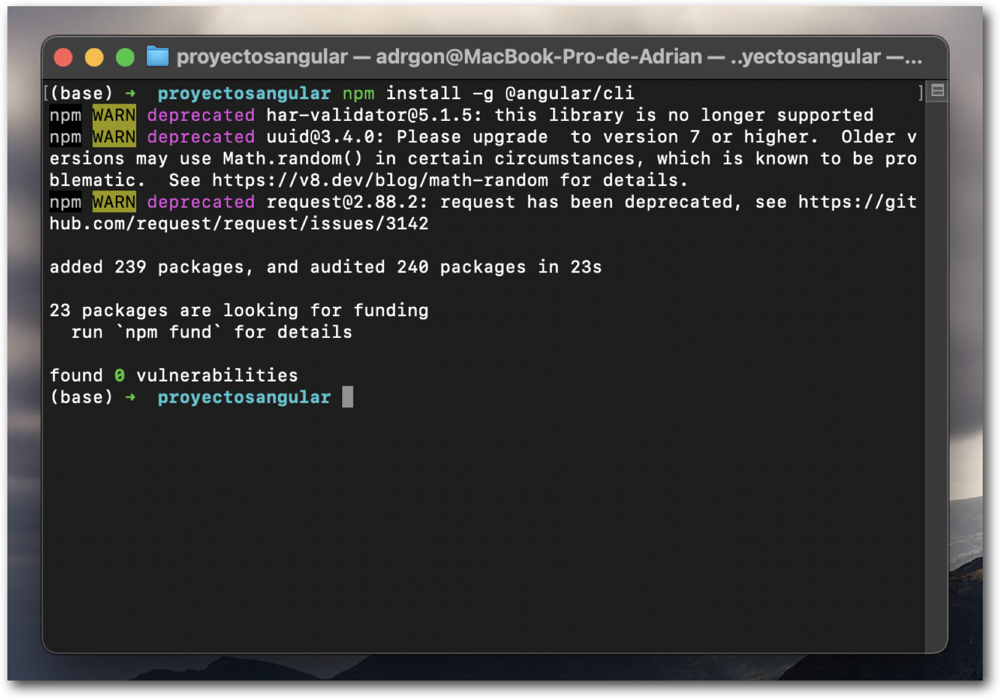 proyectosangular — adrgon@MacBook-Pro-de-Adrian — ..yectosangular —...
[(base) ➜  proyectosangular npm install -g @angular/cli ]
npm WARN deprecated har-validator@5.1.5: this library is no longer supported
npm WARN deprecated uuid@3.4.0: Please upgrade  to version 7 or higher.  Older v
ersions may use Math.random() in certain circumstances, which is known to be pro
blematic.  See https://v8.dev/blog/math-random for details.
npm WARN deprecated request@2.88.2: request has been deprecated, see https://git
hub.com/request/request/issues/3142
added 239 packages, and audited 240 packages in 23s
23 packages are looking for funding
  run `npm fund` for details
found 0 vulnerabilities
(base) ➜  proyectosangular